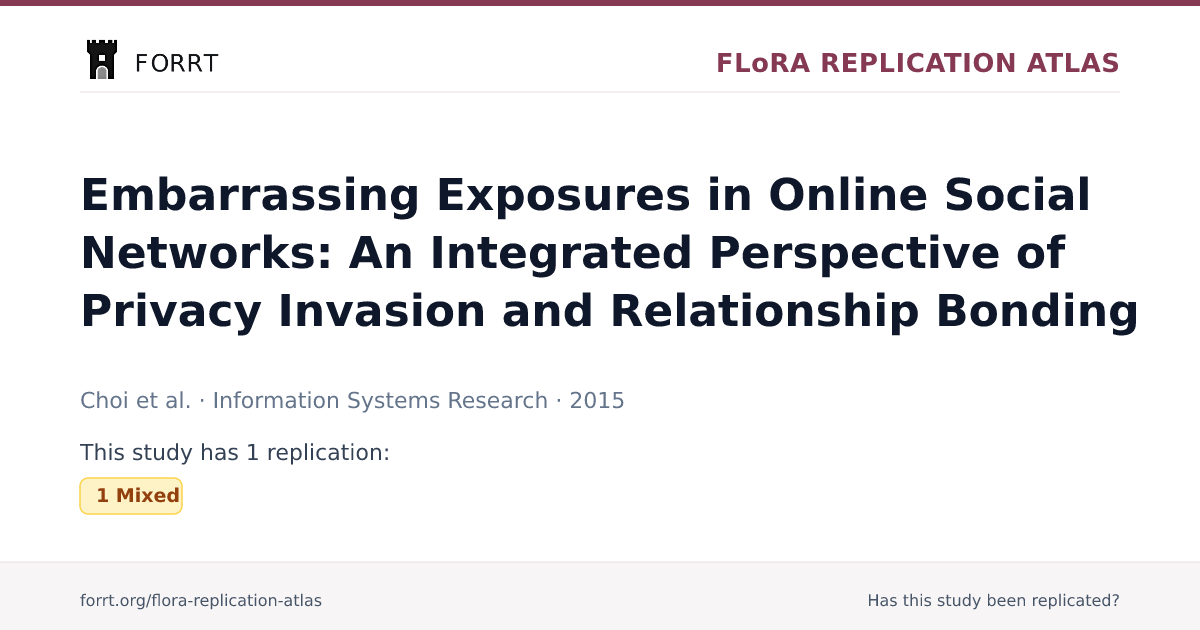 FORRT
FLoRA REPLICATION ATLAS
Embarrassing Exposures in Online Social
Networks: An Integrated Perspective of
Privacy Invasion and Relationship Bonding
Choi et al. · Information Systems Research · 2015
This study has 1 replication:
1 Mixed
forrt.org/flora-replication-atlas
Has this study been replicated?